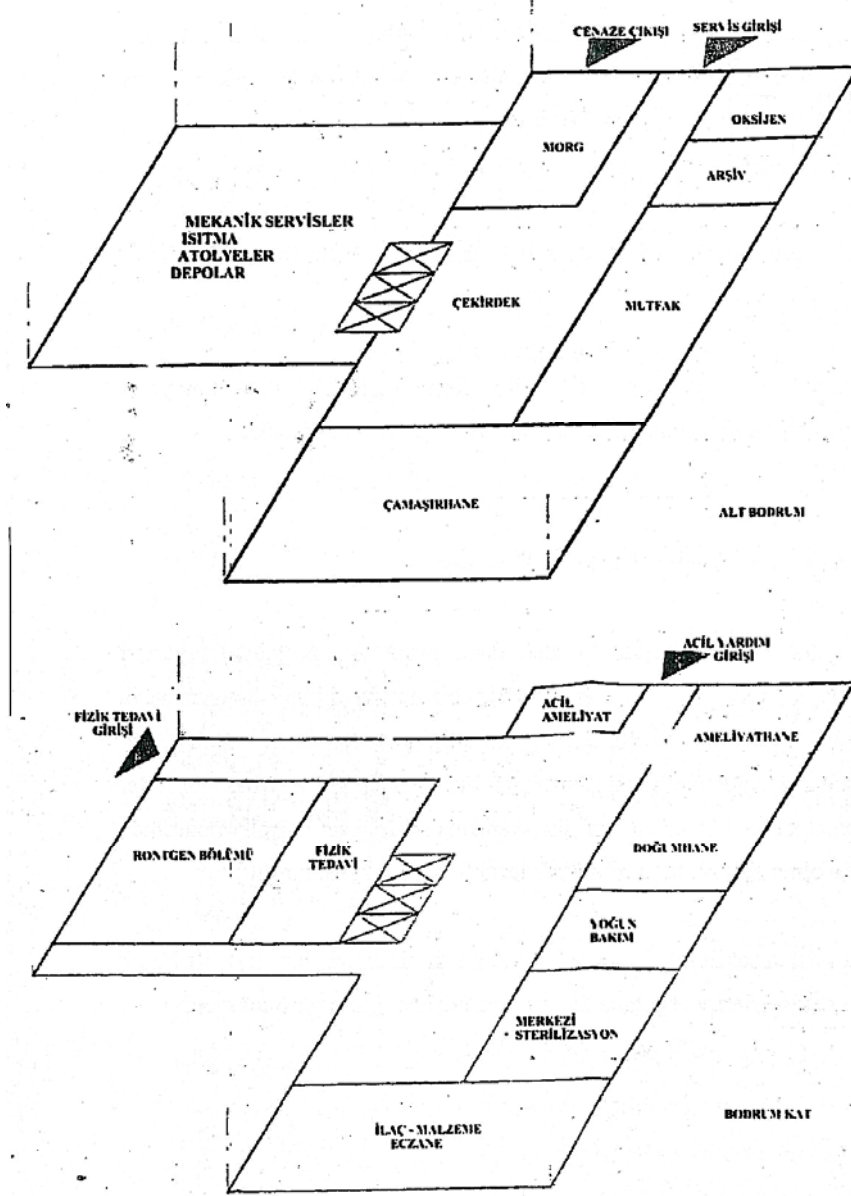 CENAZE ÇIKIŞI
SERVİS GİRİŞİ
OKSİJEN
MORG
ARŞİV
MEKANİK SERVİSLER
ISITMA
ATOLYELER
DEPOLAR
ÇEKİRDEK
MUTFAK
ÇAMAŞIRHANE
ALT BODRUM
ACİL YARDIM
GİRİŞİ
FİZİK TEDAVİ
GİRİŞİ
ACİL
AMELİYAT
AMELİYATHANE
RONTGEN BÖLÜMÜ
FİZİK
TEDAVİ
DOĞUMHANE
YOĞUN
BAKIM
MERKEZİ
STERİLİZASYON
İLAÇ - MALZEME
ECZANE
BODRUM KAT